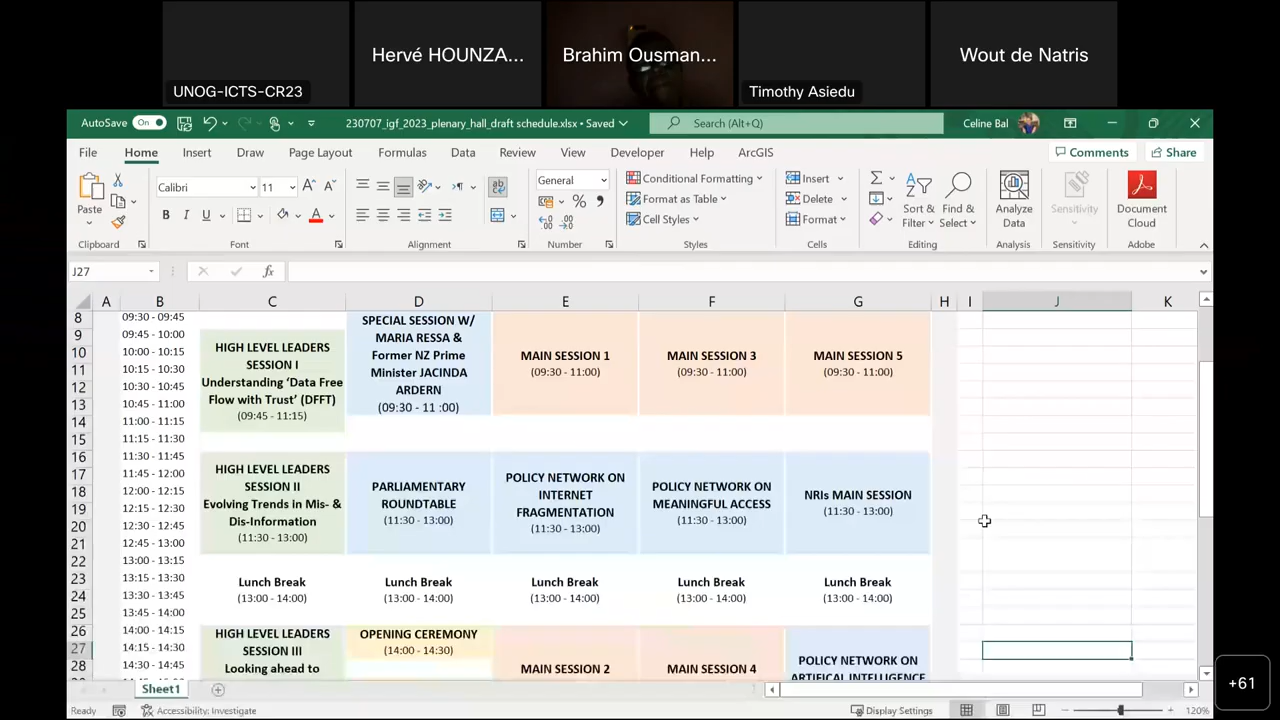 UNOG-ICTS-CR23
Hervé HOUNZA...
Brahim Ousman...
Timothy Asiedu
Wout de Natris
AutoSave On
230707_igf_2023_plenary_hall_draft schedule.xlsx • Saved
Search (Alt+Q)
Celine Bal
File Home Insert Draw Page Layout Formulas Data Review View Developer Help ArcGIS
Comments Share
Paste
Clipboard
Calibri 11
B I U
Font
Alignment
General
Number
Conditional Formatting
Format as Table
Cell Styles
Styles
Insert
Delete
Format
Cells
Sort & Filter
Find & Select
Editing
Analyze Data
Analysis
Sensitivity
Sensitivity
Document Cloud
Adobe
J27
fx
A B C D E F G H I J K
8 09:30 - 09:45
9 09:45 - 10:00
10 10:00 - 10:15
11 10:15 - 10:30
12 10:30 - 10:45
13 10:45 - 11:00
14 11:00 - 11:15
15 11:15 - 11:30
16 11:30 - 11:45
17 11:45 - 12:00
18 12:00 - 12:15
19 12:15 - 12:30
20 12:30 - 12:45
21 12:45 - 13:00
22 13:00 - 13:15
23 13:15 - 13:30
24 13:30 - 13:45
25 13:45 - 14:00
26 14:00 - 14:15
27 14:15 - 14:30
28 14:30 - 14:45
HIGH LEVEL LEADERS
SESSION I
Understanding ‘Data Free
Flow with Trust’ (DFFT)
(09:45 - 11:15)
SPECIAL SESSION W/
MARIA RESSA &
Former NZ Prime
Minister JACINDA
ARDERN
(09:30 - 11 :00)
MAIN SESSION 1
(09:30 - 11:00)
MAIN SESSION 3
(09:30 - 11:00)
MAIN SESSION 5
(09:30 - 11:00)
HIGH LEVEL LEADERS
SESSION II
Evolving Trends in Mis- &
Dis-Information
(11:30 - 13:00)
PARLIAMENTARY
ROUNDTABLE
(11:30 - 13:00)
POLICY NETWORK ON
INTERNET
FRAGMENTATION
(11:30 - 13:00)
POLICY NETWORK ON
MEANINGFUL ACCESS
(11:30 - 13:00)
NRIs MAIN SESSION
(11:30 - 13:00)
Lunch Break
(13:00 - 14:00)
Lunch Break
(13:00 - 14:00)
Lunch Break
(13:00 - 14:00)
Lunch Break
(13:00 - 14:00)
Lunch Break
(13:00 - 14:00)
HIGH LEVEL LEADERS
SESSION III
Looking ahead to
OPENING CEREMONY
(14:00 - 14:30)
MAIN SESSION 2
MAIN SESSION 4
POLICY NETWORK ON
ARTIFICAL INTELLIGENCE
Sheet1
Ready
Accessibility: Investigate
Display Settings
120%
+61